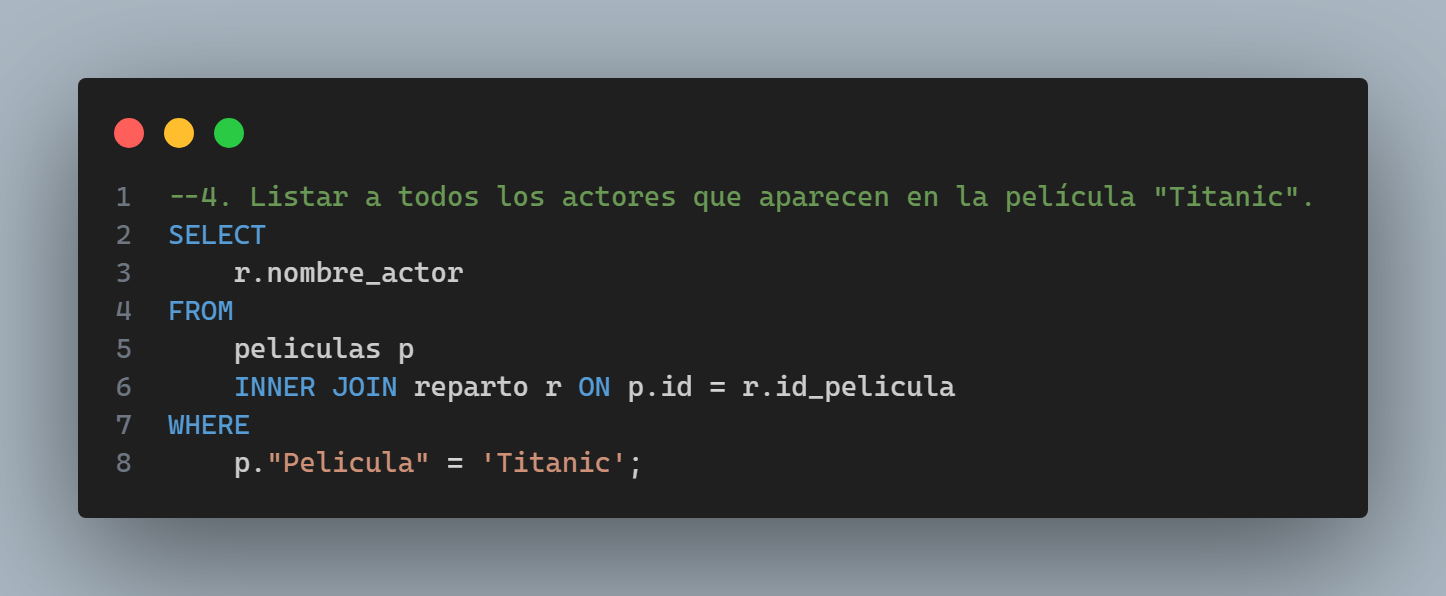 1 --4. Listar a todos los actores que aparecen en la película "Titanic".
2 SELECT
3     r.nombre_actor
4 FROM
5     peliculas p
6     INNER JOIN reparto r ON p.id = r.id_pelicula
7 WHERE
8     p."Pelicula" = 'Titanic';